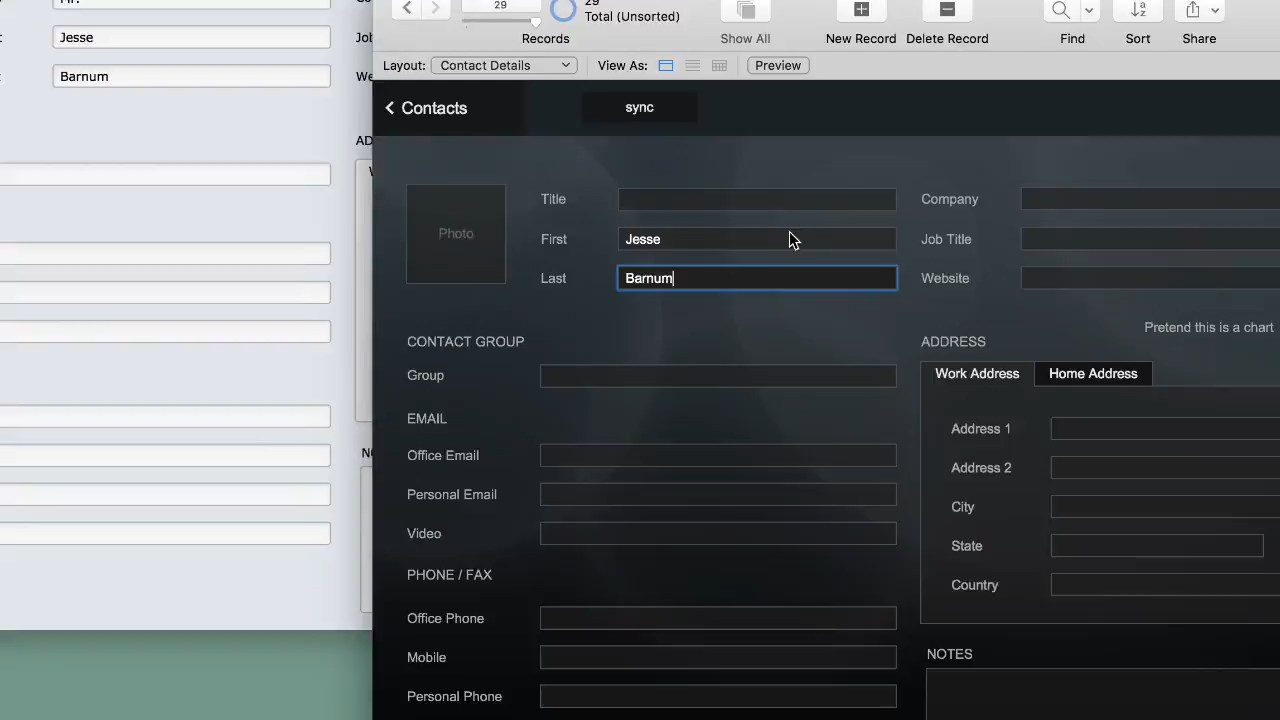 Jesse
Barnum
29
29
Total (Unsorted)
Records
Show All
New Record
Delete Record
Find
Sort
Share
Layout:
Contact Details
View As:
Preview
Contacts
sync
Photo
Title
First
Jesse
Last
Barnum
Company
Job Title
Website
Pretend this is a chart
CONTACT GROUP
Group
EMAIL
Office Email
Personal Email
Video
PHONE / FAX
Office Phone
Mobile
Personal Phone
ADDRESS
Work Address
Home Address
Address 1
Address 2
City
State
Country
NOTES